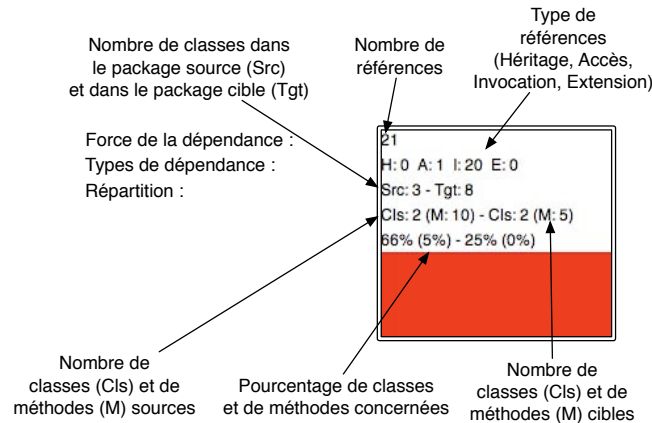 Nombre de classes dans
le package source (Src)
et dans le package cible (Tgt)
Nombre de
références
Type de
références
(Héritage, Accès,
Invocation, Extension)
Force de la dépendance :
Types de dépendance :
Répartition :
21
H: 0 A: 1 I: 20 E: 0
Src: 3 - Tgt: 8
Cls: 2 (M: 10) - Cls: 2 (M: 5)
66% (5%) - 25% (0%)
Nombre de
classes (Cls) et de
méthodes (M) sources
Pourcentage de classes
et de méthodes concernées
Nombre de
classes (Cls) et de
méthodes (M) cibles